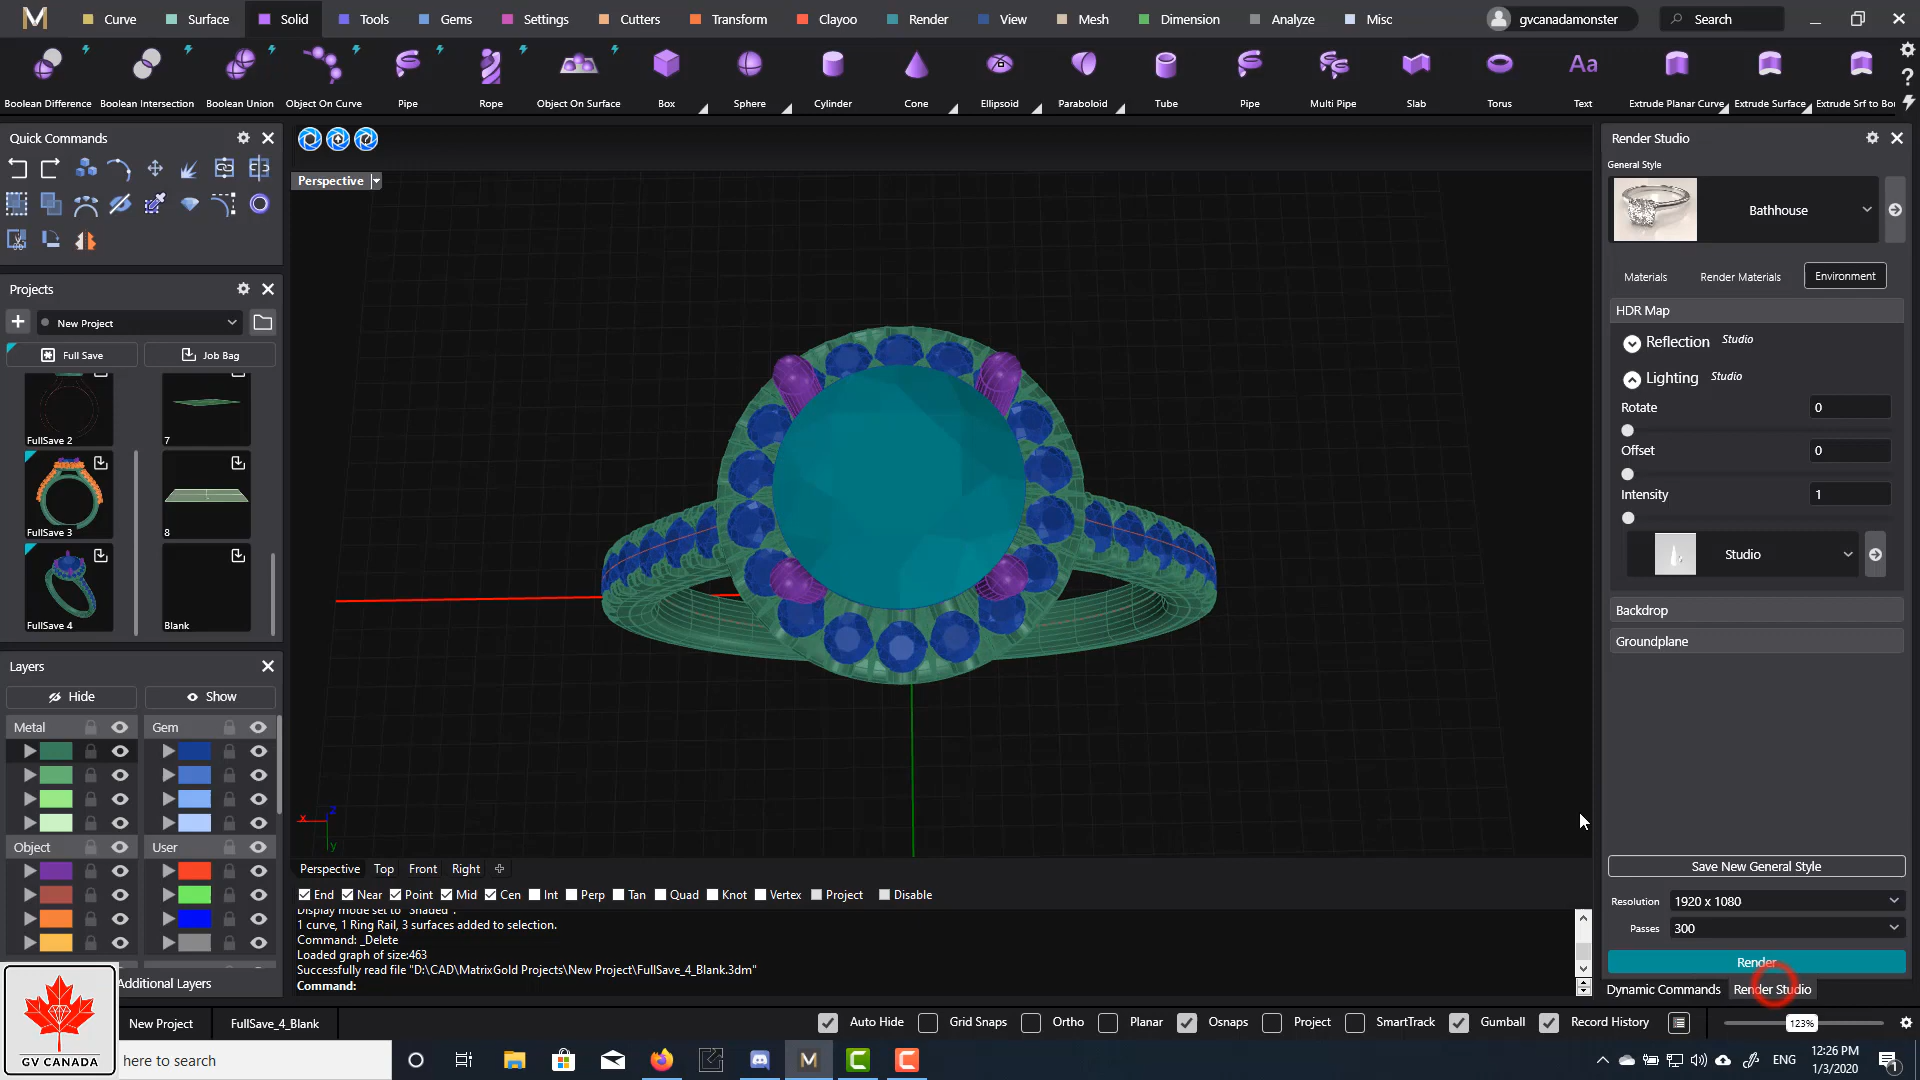 Curve Surface Solid Tools Gems Settings Cutters Transform Clayoo Render View Mesh Dimension Analyze Misc gvcanadamonster Search
Boolean Difference Boolean Intersection Boolean Union Object On Curve Pipe Rope Object On Surface Box Sphere Cylinder Cone Ellipsoid Paraboloid Tube Pipe Multi Pipe Slab Torus Text Extrude Planar Curve Extrude Surface Extrude Srf to Bo
Aa
Quick Commands
Projects
New Project
Full Save Job Bag
FullSave 2 7
FullSave 3 8
FullSave 4 Blank
Layers
Hide Show
Metal Gem
Object User
Additional Layers
Perspective
x z y
Perspective Top Front Right
End Near Point Mid Cen Int Perp Tan Quad Knot Vertex Project Disable
Display mode set to "Shaded".
1 curve, 1 Ring Rail, 3 surfaces added to selection.
Command: _Delete
Loaded graph of size:463
Successfully read file "D:\CAD\MatrixGold Projects\New Project\FullSave_4_Blank.3dm"
Command:
Render Studio
General Style
Bathhouse
Materials Render Materials Environment
HDR Map
Reflection Studio
Lighting Studio
Rotate 0
Offset 0
Intensity 1
Studio
Backdrop
Groundplane
Save New General Style
Resolution 1920 x 1080
Passes 300
Render
Dynamic Commands Render Studio
New Project FullSave_4_Blank
Auto Hide Grid Snaps Ortho Planar Osnaps Project SmartTrack Gumball Record History 123%
GV CANADA
here to search
ENG
12:26 PM
1/3/2020
1